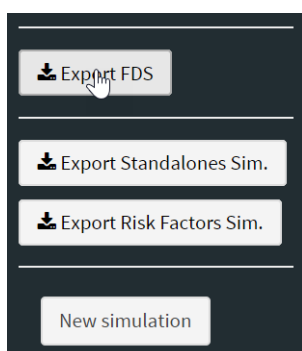 Export FDS
Export Standalones Sim.
Export Risk Factors Sim.
New simulation